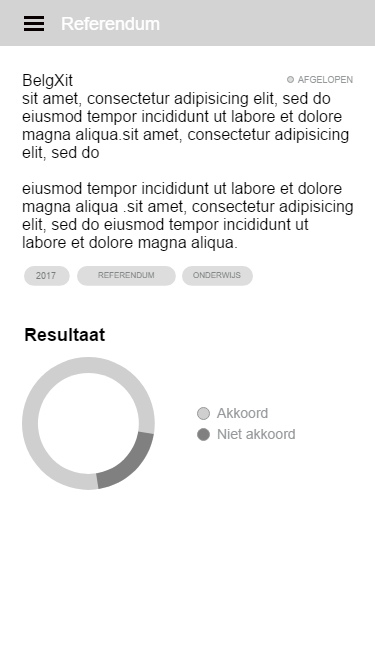 Referendum
BelgXit
AFGELOPEN
sit amet, consectetur adipisicing elit, sed do
eiusmod tempor incididunt ut labore et dolore
magna aliqua.sit amet, consectetur adipisicing
elit, sed do
eiusmod tempor incididunt ut labore et dolore
magna aliqua .sit amet, consectetur adipisicing
elit, sed do eiusmod tempor incididunt ut
labore et dolore magna aliqua.
2017 REFERENDUM ONDERWIJS
Resultaat
Akkoord
Niet akkoord